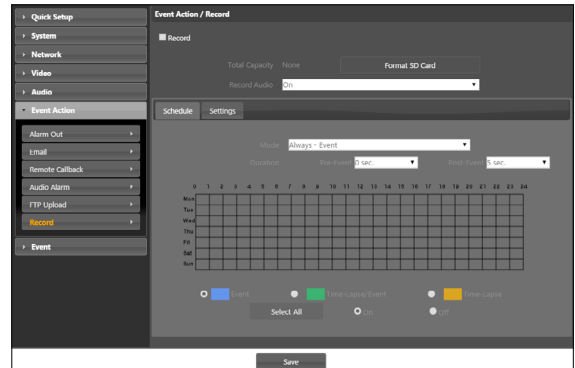 Quick Setup
System
Network
Video
Audio
Event Action
Alarm Out
Email
Remote Callback
Audio Alarm
FTP Upload
Record
Event
Event Action / Record
Record
Total Capacity None Format SD Card
Record Audio On
Schedule Settings
Mode Always - Event
Duration Pre-Event 0 sec. Post-Event 5 sec.
0 1 2 3 4 5 6 7 8 9 10 11 12 13 14 15 16 17 18 19 20 21 22 23 24
Mon
Tue
Wed
Thu
Fri
Sat
Sun
Event Time-Lapse/Event Time-Lapse
Select All On Off
Save